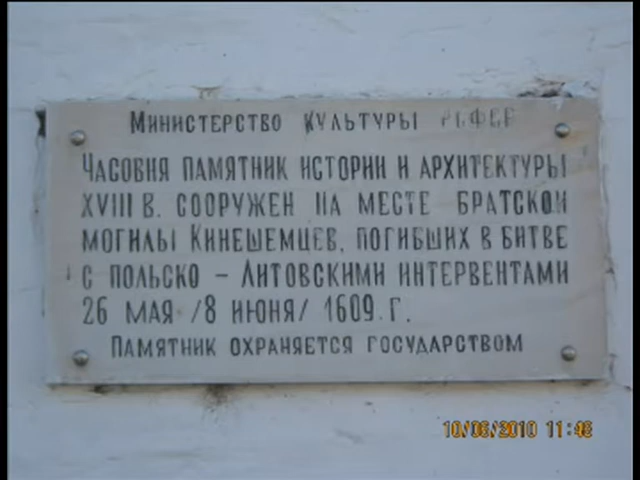 Министерство культуры РСФСР
Часовня памятник истории и архитектуры
XVIII в. сооружен на месте братской
могилы Кинешемцев, погибших в битве
с польско – Литовскими интервентами
26 мая /8 июня/ 1609 г.
Памятник охраняется государством
10/06/2010 11:46